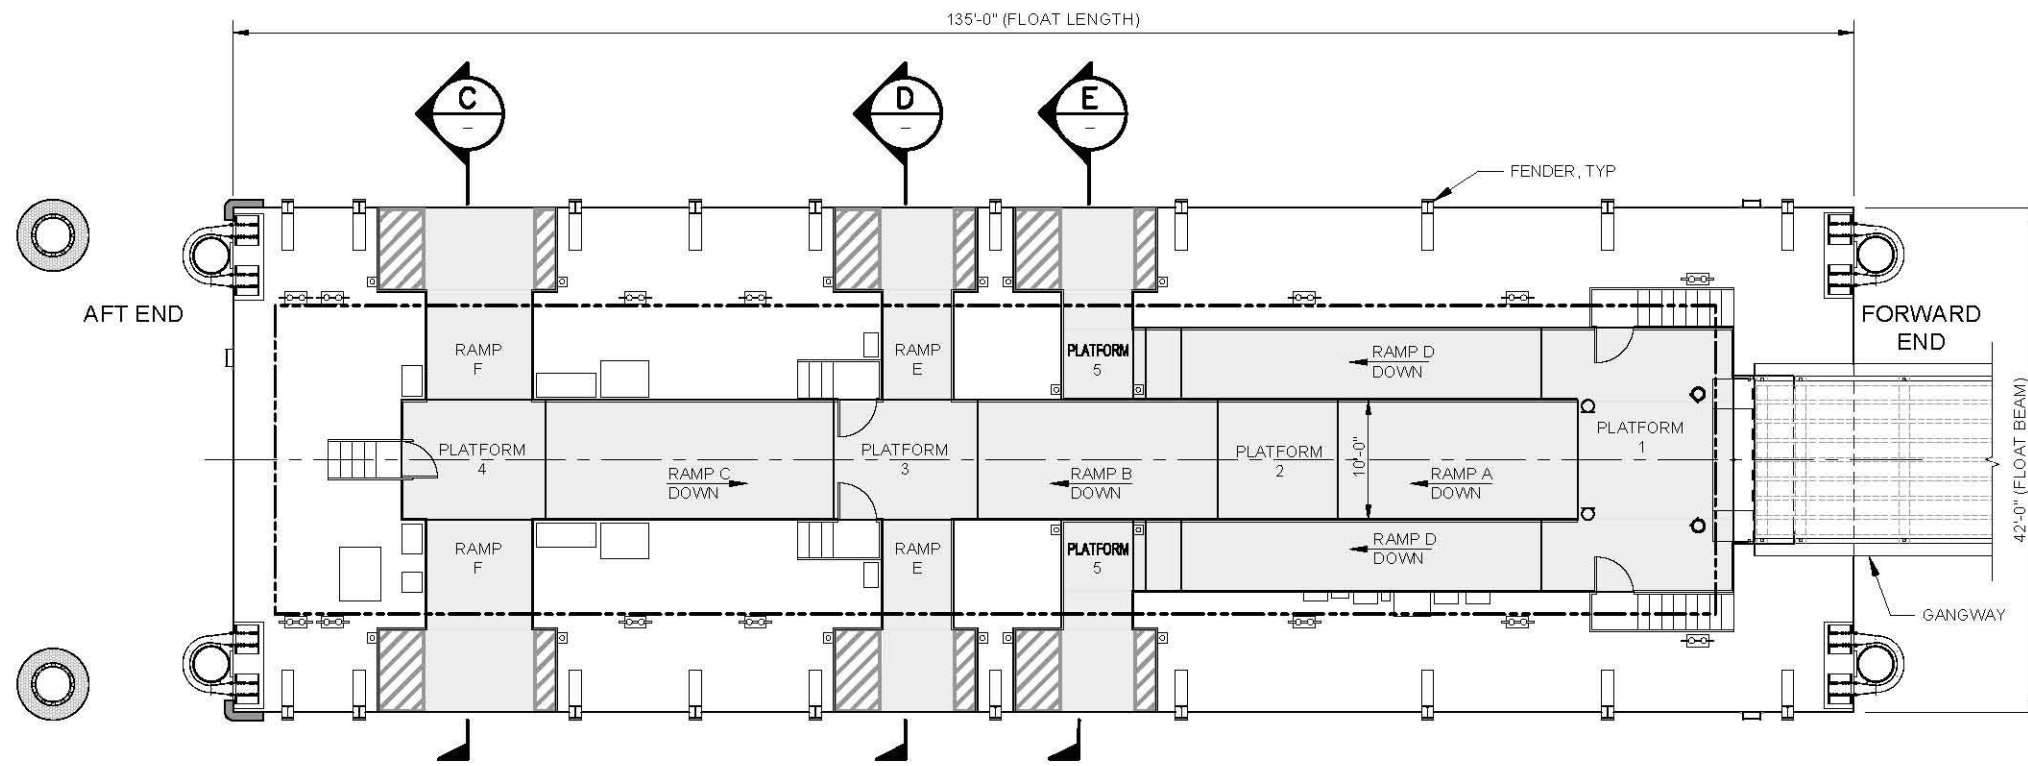 135'-0" (FLOAT LENGTH)
C
–
D
–
E
–
FENDER, TYP
AFT END
FORWARD
END
RAMP
F
RAMP
E
PLATFORM
5
RAMP D
DOWN
PLATFORM
4
RAMP C
DOWN
PLATFORM
3
RAMP B
DOWN
PLATFORM
2
10'-0"
RAMP A
DOWN
PLATFORM
1
42'-0" (FLOAT BEAM)
RAMP
F
RAMP
E
PLATFORM
5
RAMP D
DOWN
GANGWAY